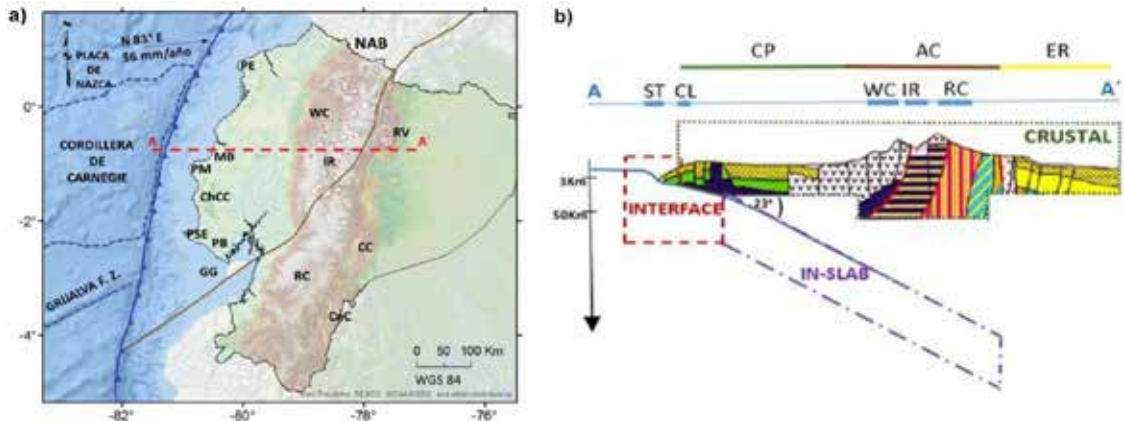 a)
NAB
N 83° E
56 mm/año
PLACA
DE
NAZCA
PE
0°
WC
RV
CORDILLERA
DE
CARNEGIE
A
A'
MB
IR
PM
ChCC
-2°
PSE
PB
GG
CC
RC
GRIJALVA F. Z.
-4°
0 50 100 Km
WGS 84
-82°
-80°
-78°
-76°
b)
CP
AC
ER
A
ST
CL
WC
IR
RC
A'
CRUSTAL
3Km
50Km
INTERFACE
23°
IN-SLAB